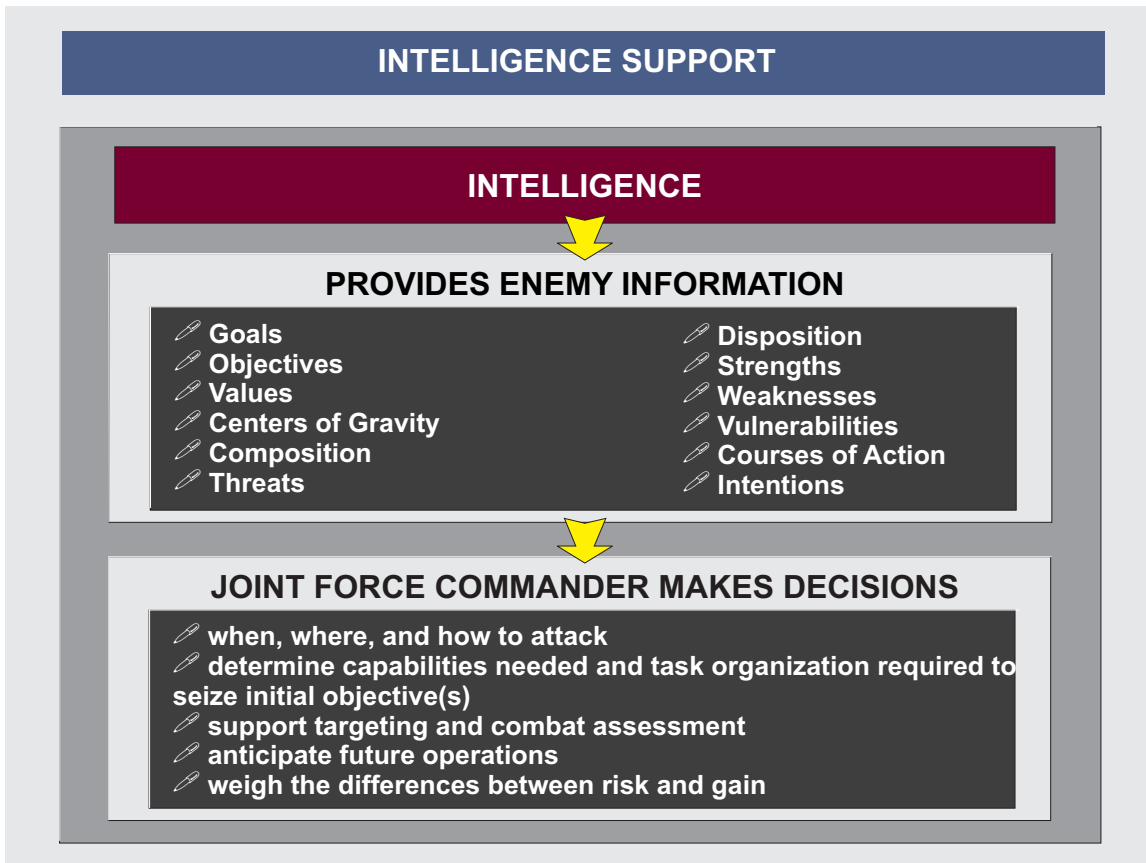 INTELLIGENCE SUPPORT
INTELLIGENCE
PROVIDES ENEMY INFORMATION
Goals
Objectives
Values
Centers of Gravity
Composition
Threats
Disposition
Strengths
Weaknesses
Vulnerabilities
Courses of Action
Intentions
JOINT FORCE COMMANDER MAKES DECISIONS
when, where, and how to attack
determine capabilities needed and task organization required to
seize initial objective(s)
support targeting and combat assessment
anticipate future operations
weigh the differences between risk and gain